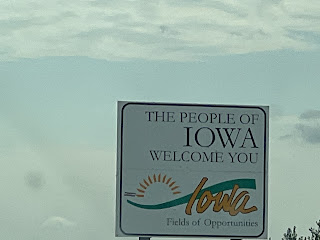 THE PEOPLE OF
IOWA
WELCOME YOU
Iowa
Fields of Opportunities